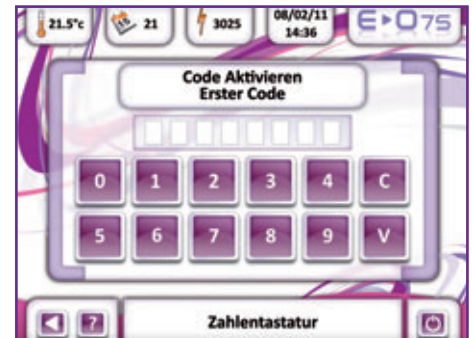 21.5°c 21 3025 08/02/11 E▸O75
14:36
Code Aktivieren
Erster Code
0 1 2 3 4 C
5 6 7 8 9 V
? Zahlentastatur